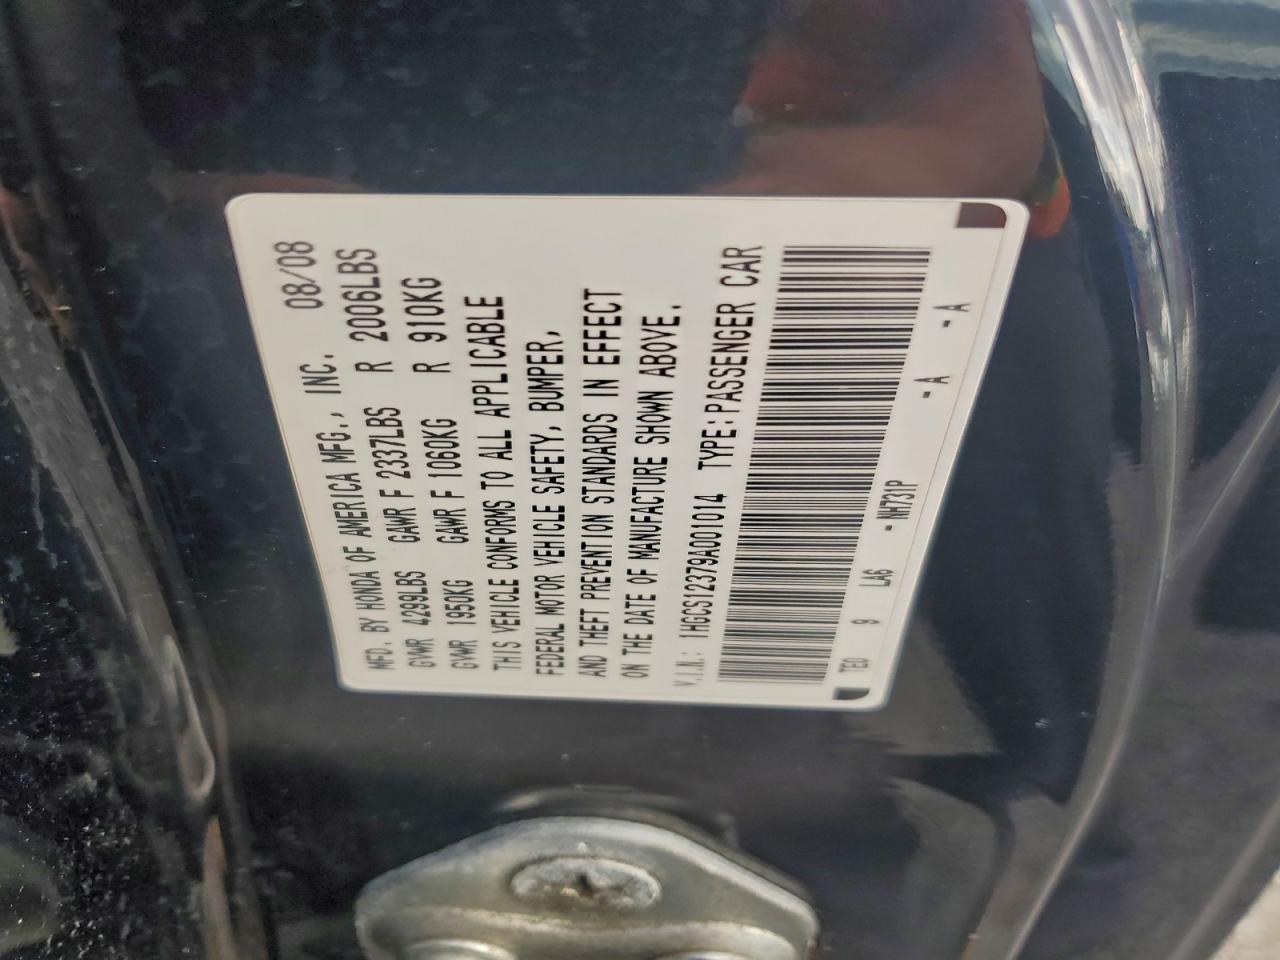 MFD. BY HONDA OF AMERICA MFG., INC. 08/08
GVWR 4299LBS GAWR F 2337LBS R 2006LBS
GVWR 1950KG GAWR F 1060KG R 910KG
THIS VEHICLE CONFORMS TO ALL APPLICABLE
FEDERAL MOTOR VEHICLE SAFETY, BUMPER,
AND THEFT PREVENTION STANDARDS IN EFFECT
ON THE DATE OF MANUFACTURE SHOWN ABOVE.
V.I.N.: 1HGCS12379A001014 TYPE:PASSENGER CAR
TE0 9 LA6 - NH731P - A - A